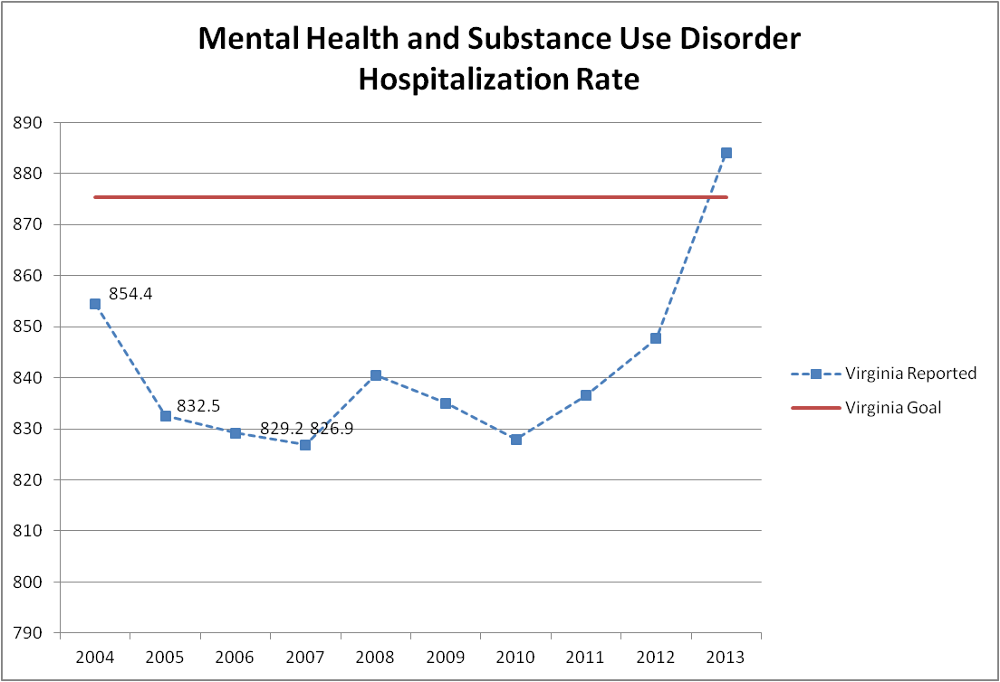 Mental Health and Substance Use Disorder
Hospitalization Rate
890
880
870
860
850
840
830
820
810
800
790
854.4
832.5
829.2 826.9
Virginia Reported
Virginia Goal
2004 2005 2006 2007 2008 2009 2010 2011 2012 2013